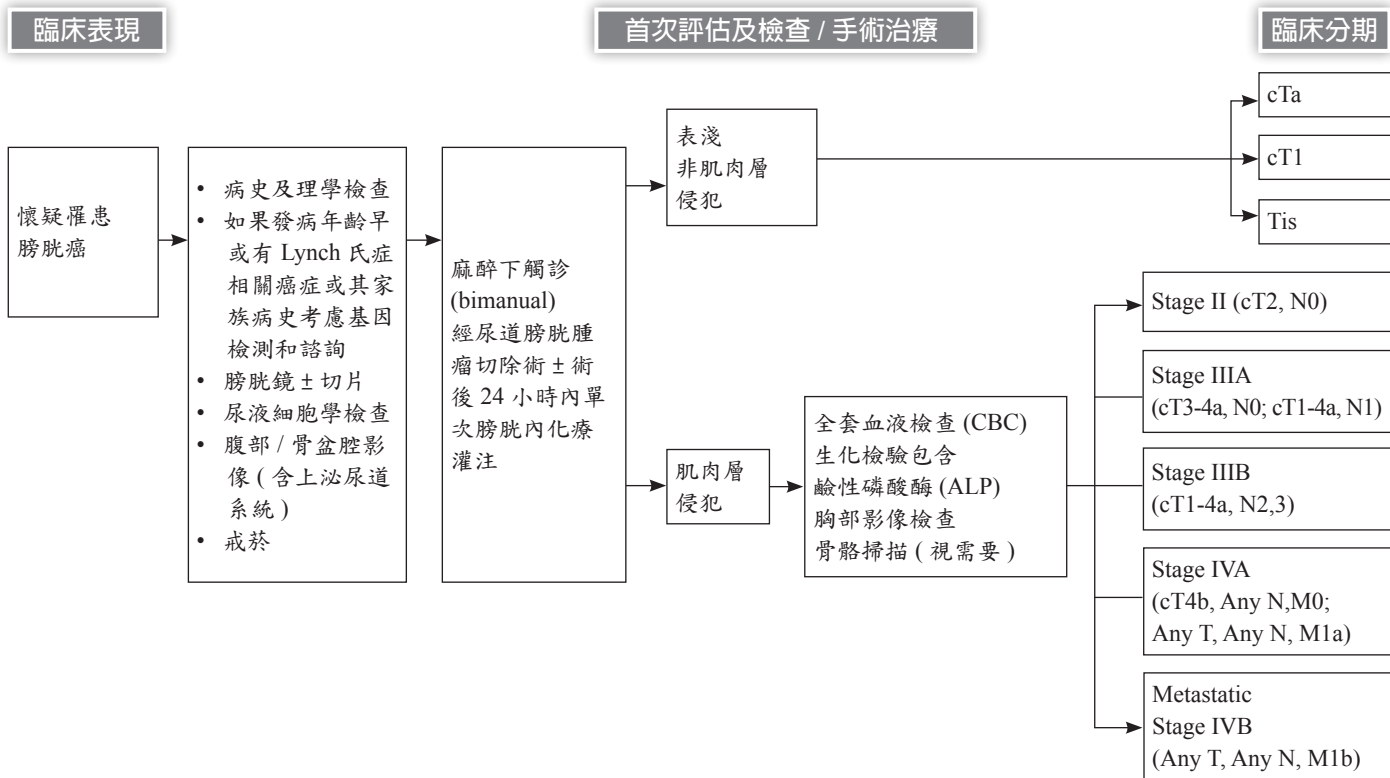 臨床表現
首次評估及檢查 / 手術治療
臨床分期
懷疑罹患
膀胱癌
• 病史及理學檢查
• 如果發病年齡早
或有 Lynch 氏症
相關癌症或其家
族病史考慮基因
檢測和諮詢
• 膀胱鏡 ± 切片
• 尿液細胞學檢查
• 腹部 / 骨盆腔影
像 ( 含上泌尿道
系統 )
• 戒菸
麻醉下觸診
(bimanual)
經尿道膀胱腫
瘤切除術 ± 術
後 24 小時內單
次膀胱內化療
灌注
表淺
非肌肉層
侵犯
cTa
cT1
Tis
肌肉層
侵犯
全套血液檢查 (CBC)
生化檢驗包含
鹼性磷酸酶 (ALP)
胸部影像檢查
骨骼掃描 ( 視需要 )
Stage II (cT2, N0)
Stage IIIA
(cT3-4a, N0; cT1-4a, N1)
Stage IIIB
(cT1-4a, N2,3)
Stage IVA
(cT4b, Any N,M0;
Any T, Any N, M1a)
Metastatic
Stage IVB
(Any T, Any N, M1b)